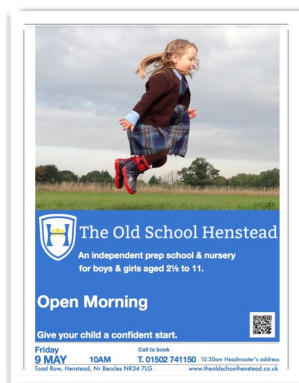 The Old School Henstead
An independent prep school & nursery
for boys & girls aged 2½ to 11.
Open Morning
Give your child a confident start.
Friday
9 MAY 10AM
Call to book
T. 01502 741150 10.30am Headmaster's address
Toad Row, Henstead, Nr Beccles NR34 7LG www.theoldschoolhenstead.co.uk